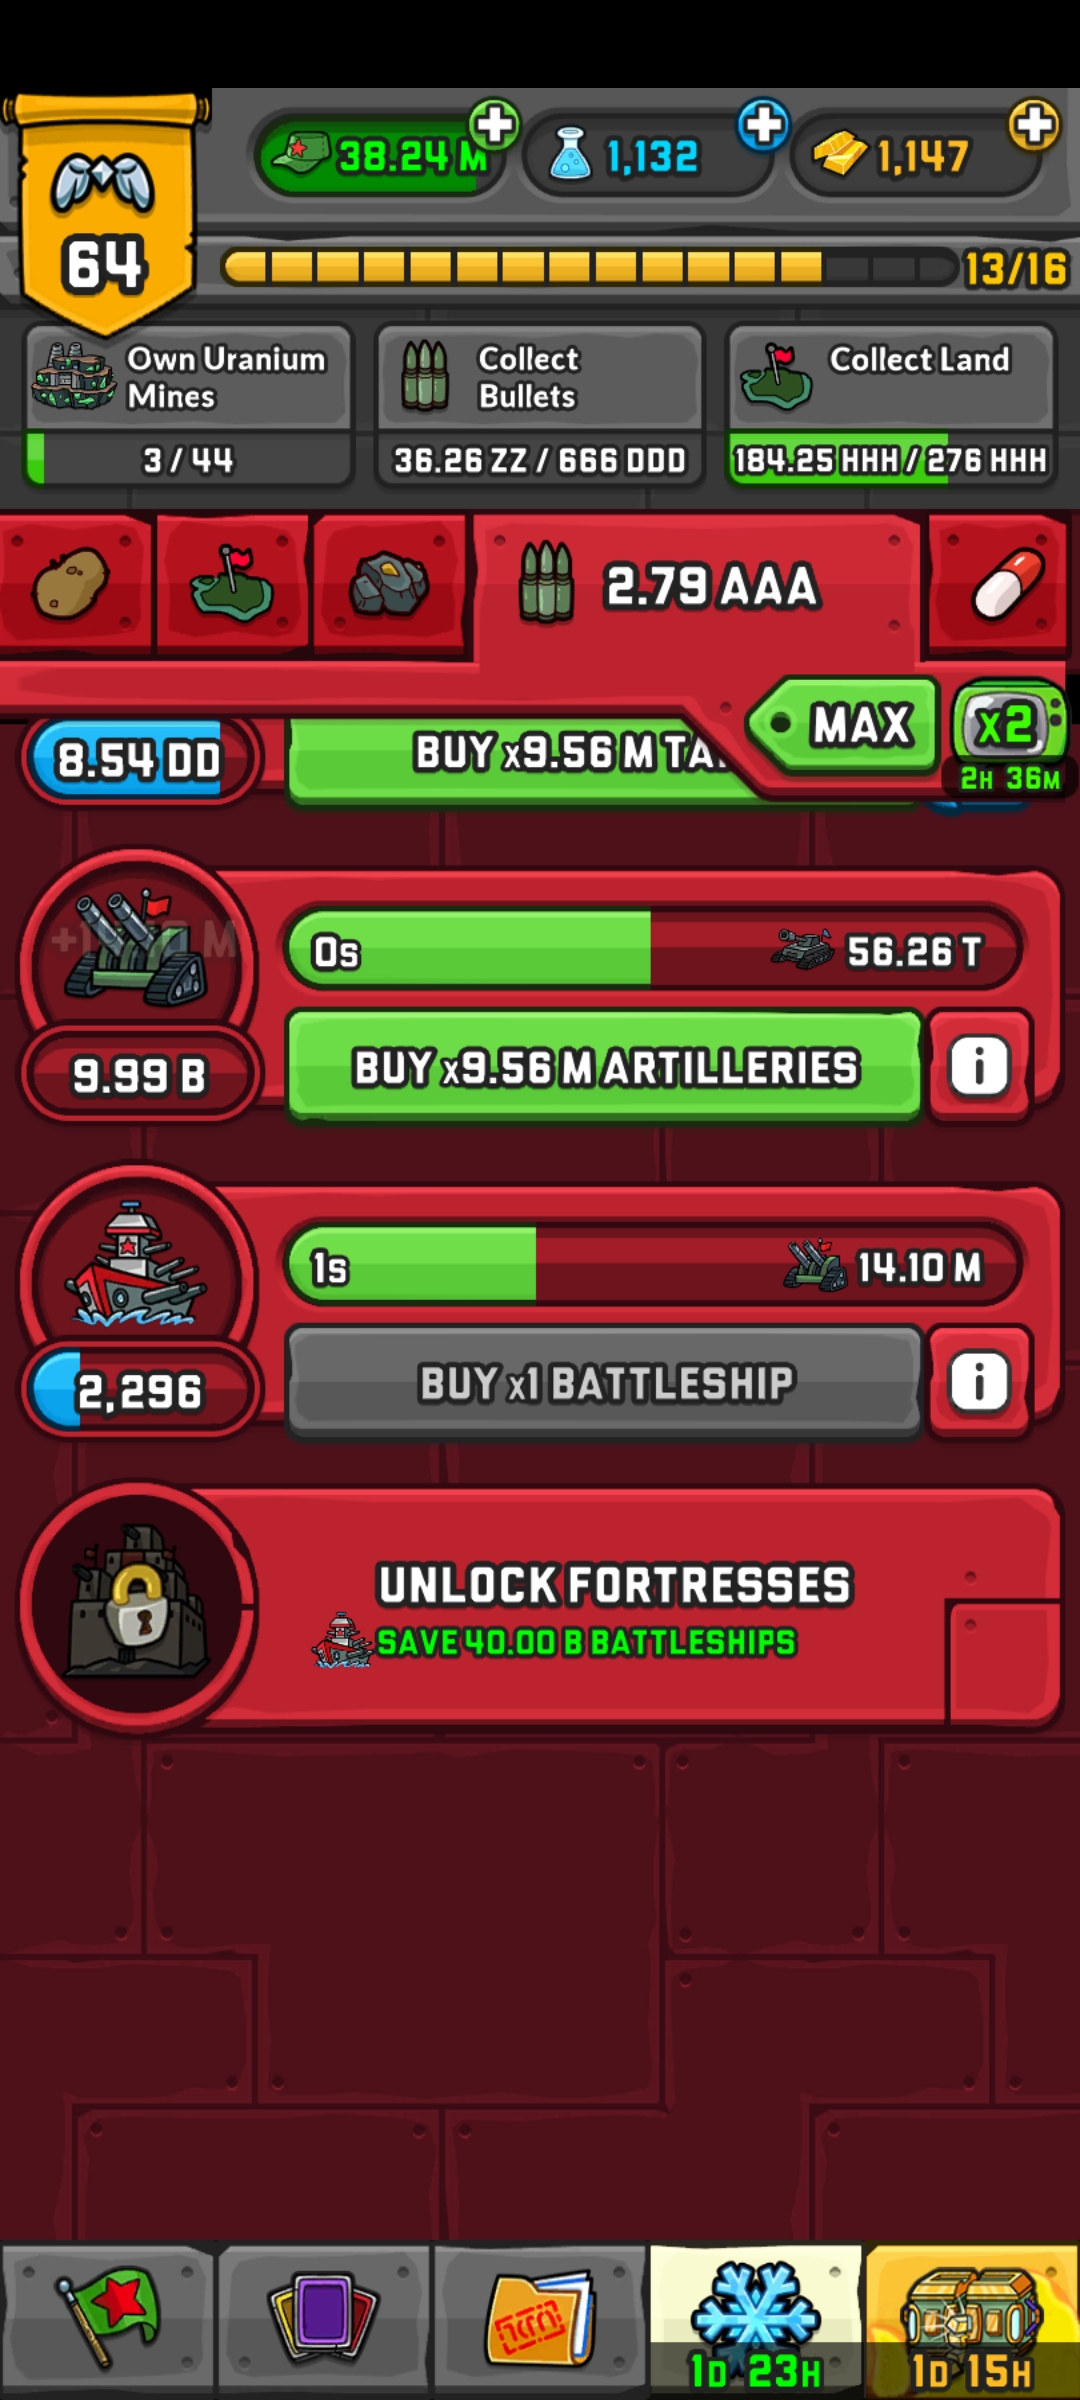 38.24 M
1,132
1,147
64
13/16
Own Uranium
Mines
Collect
Bullets
Collect Land
3 / 44
36.26 ZZ / 666 DDD
184.25 HHH / 276 HHH
2.79 AAA
MAX
x2
2H 36M
8.54 DD
BUY x9.56 M TA
0s
56.26 T
9.99 B
BUY x9.56 M ARTILLERIES
i
1s
14.10 M
2,296
BUY x1 BATTLESHIP
i
UNLOCK FORTRESSES
SAVE 40.00 B BATTLESHIPS
1D 23H
1D 15H